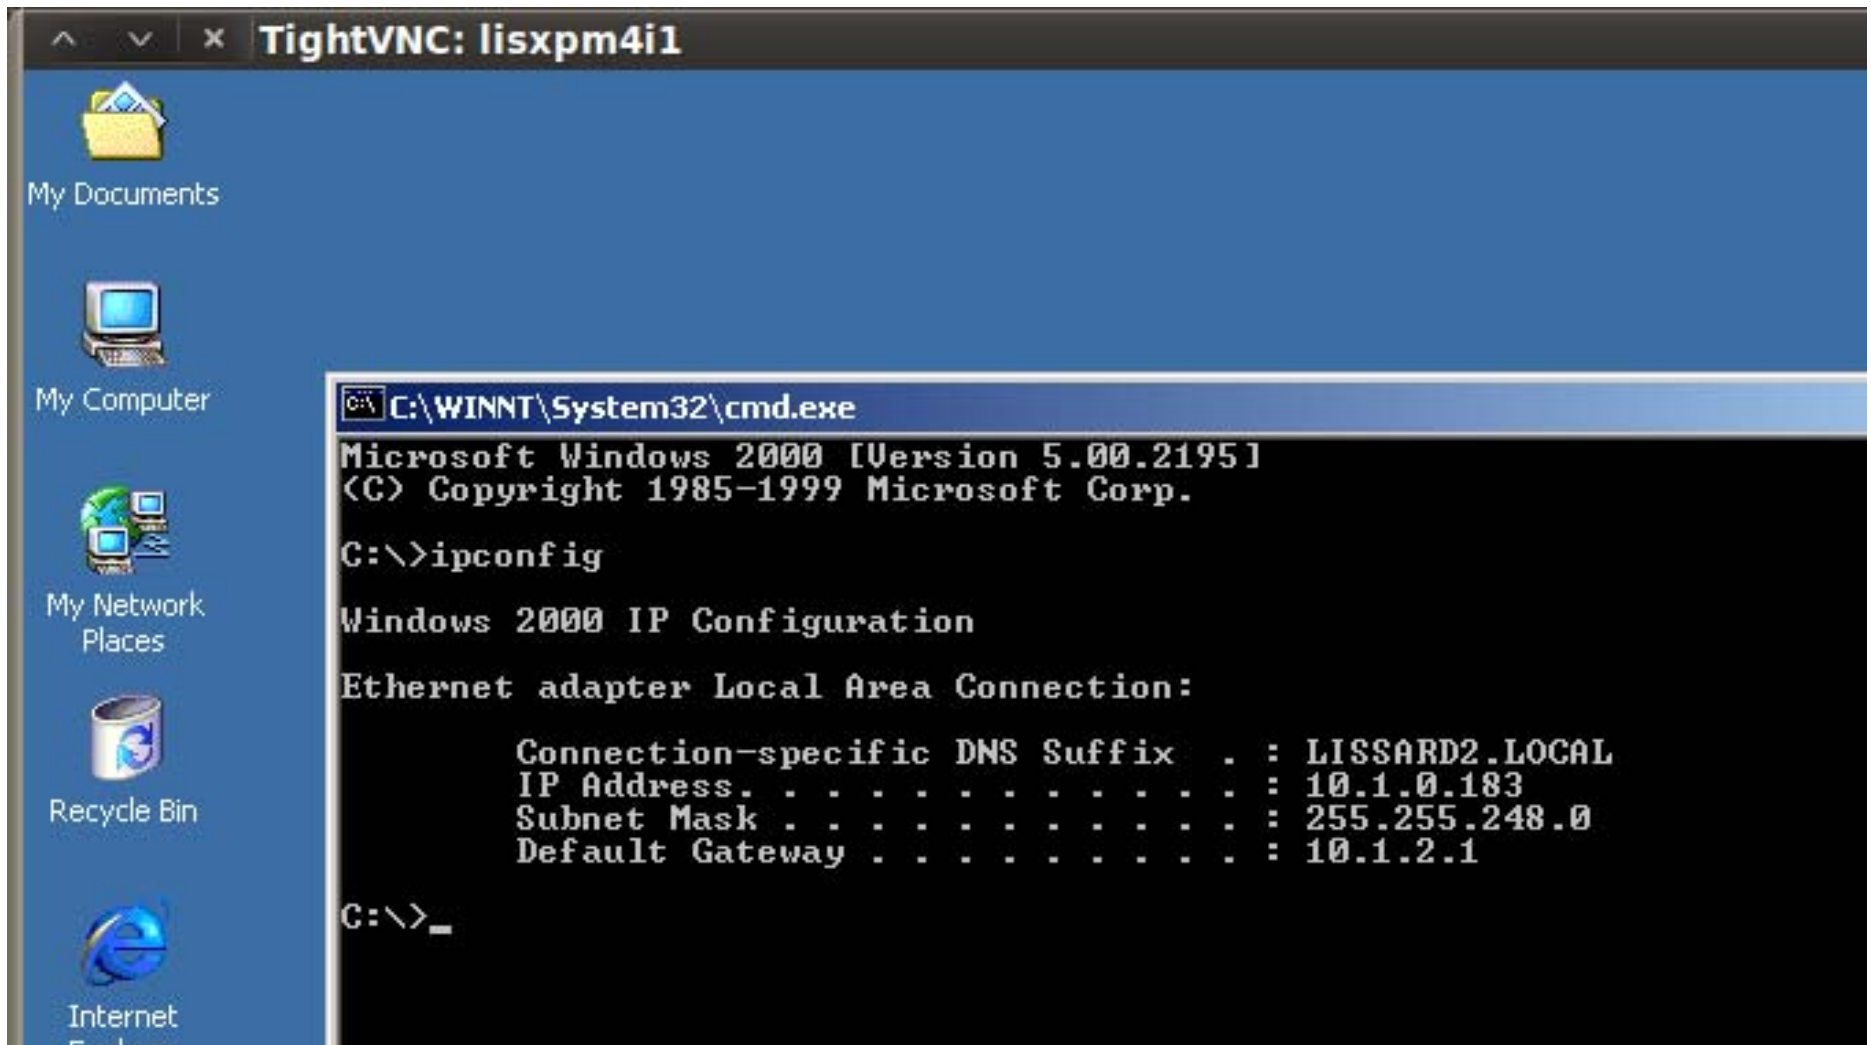 TightVNC: lisxpm4i1
My Documents
My Computer
My Network
Places
Recycle Bin
Internet
C:\WINNT\System32\cmd.exe
Microsoft Windows 2000 [Version 5.00.2195]
(C) Copyright 1985-1999 Microsoft Corp.
C:\>ipconfig
Windows 2000 IP Configuration
Ethernet adapter Local Area Connection:
Connection-specific DNS Suffix  . : LISSARD2.LOCAL
IP Address. . . . . . . . . . . . : 10.1.0.183
Subnet Mask . . . . . . . . . . . : 255.255.248.0
Default Gateway . . . . . . . . . : 10.1.2.1
C:\>_